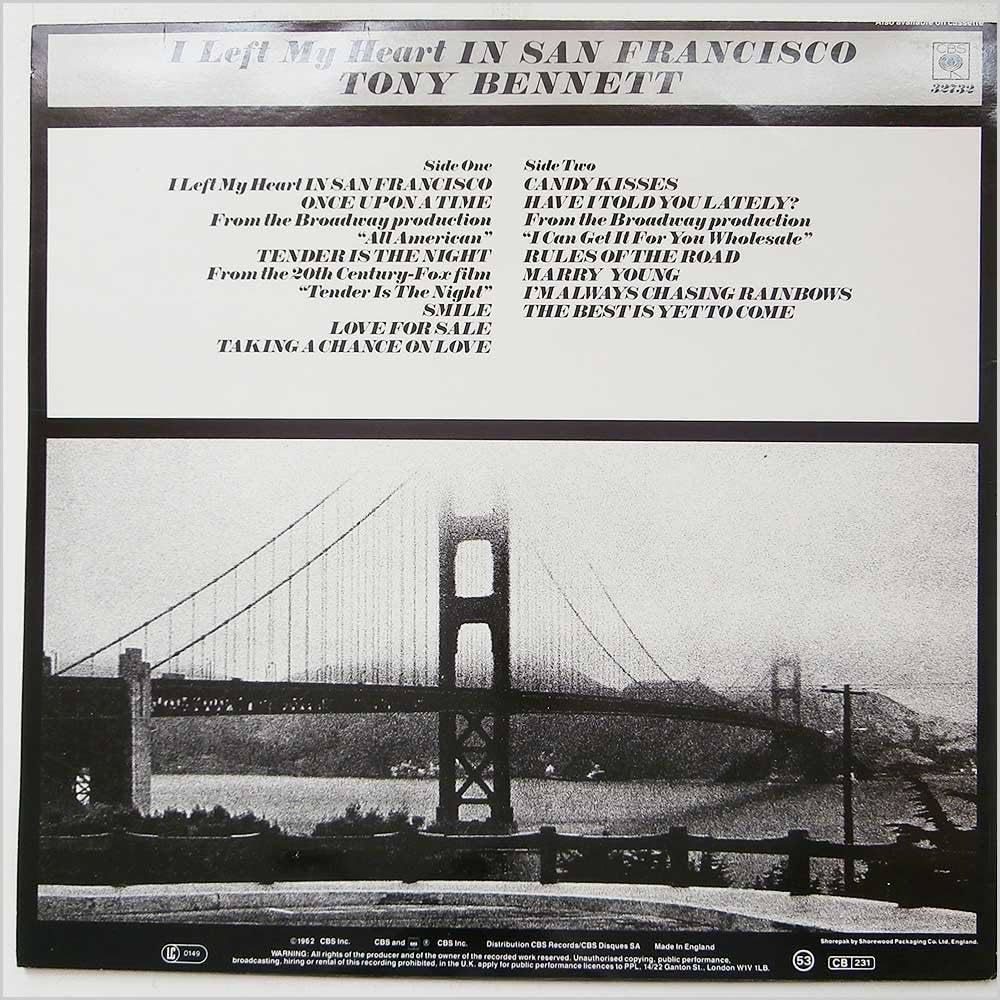 Also available on cassette
I Left My Heart IN SAN FRANCISCO
TONY BENNETT
CBS
32732
Side One
I Left My Heart IN SAN FRANCISCO
ONCE UPON A TIME
From the Broadway production
“All American”
TENDER IS THE NIGHT
From the 20th Century-Fox film
“Tender Is The Night”
SMILE
LOVE FOR SALE
TAKING A CHANCE ON LOVE
Side Two
CANDY KISSES
HAVE I TOLD YOU LATELY?
From the Broadway production
“I Can Get It For You Wholesale”
RULES OF THE ROAD
MARRY YOUNG
I'M ALWAYS CHASING RAINBOWS
THE BEST IS YET TO COME
©1962 CBS Inc. CBS and ® CBS Inc. Distribution CBS Records/CBS Disques SA Made in England
Shorepak by Shorewood Packaging Co. Ltd, England.
LC 0149
WARNING: All rights of the producer and of the owner of the recorded work reserved. Unauthorised copying, public performance,
broadcasting, hiring or rental of this recording prohibited, in the U.K. apply for public performance licences to PPL, 14/22 Ganton St., London W1V 1LB.
53
CB 231